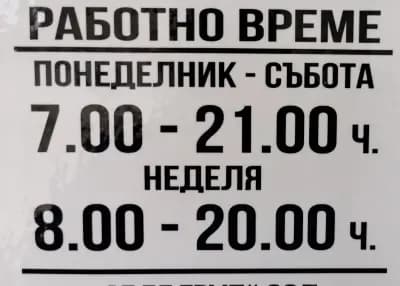 РАБОТНО ВРЕМЕ
ПОНЕДЕЛНИК - СЪБОТА
7.00 - 21.00 ч.
НЕДЕЛЯ
8.00 - 20.00 ч.